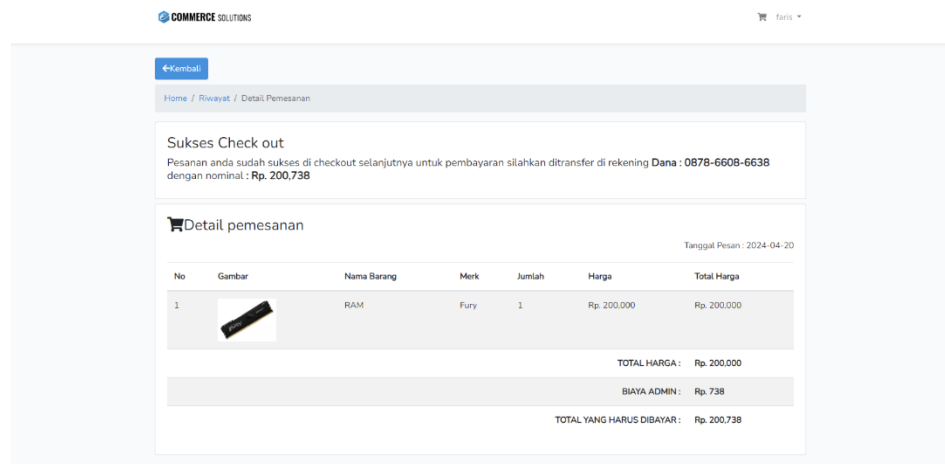 COMMERCE SOLUTIONS
faris
Kembali
Home / Riwayat / Detail Pemesanan
Sukses Check out
Pesanan anda sudah sukses di checkout selanjutnya untuk pembayaran silahkan ditransfer di rekening Dana : 0878-6608-6638
dengan nominal : Rp. 200,738
Detail pemesanan
Tanggal Pesan : 2024-04-20
No Gambar Nama Barang Merk Jumlah Harga Total Harga
1 RAM Fury 1 Rp. 200,000 Rp. 200,000
TOTAL HARGA : Rp. 200,000
BIAYA ADMIN : Rp. 738
TOTAL YANG HARUS DIBAYAR : Rp. 200,738